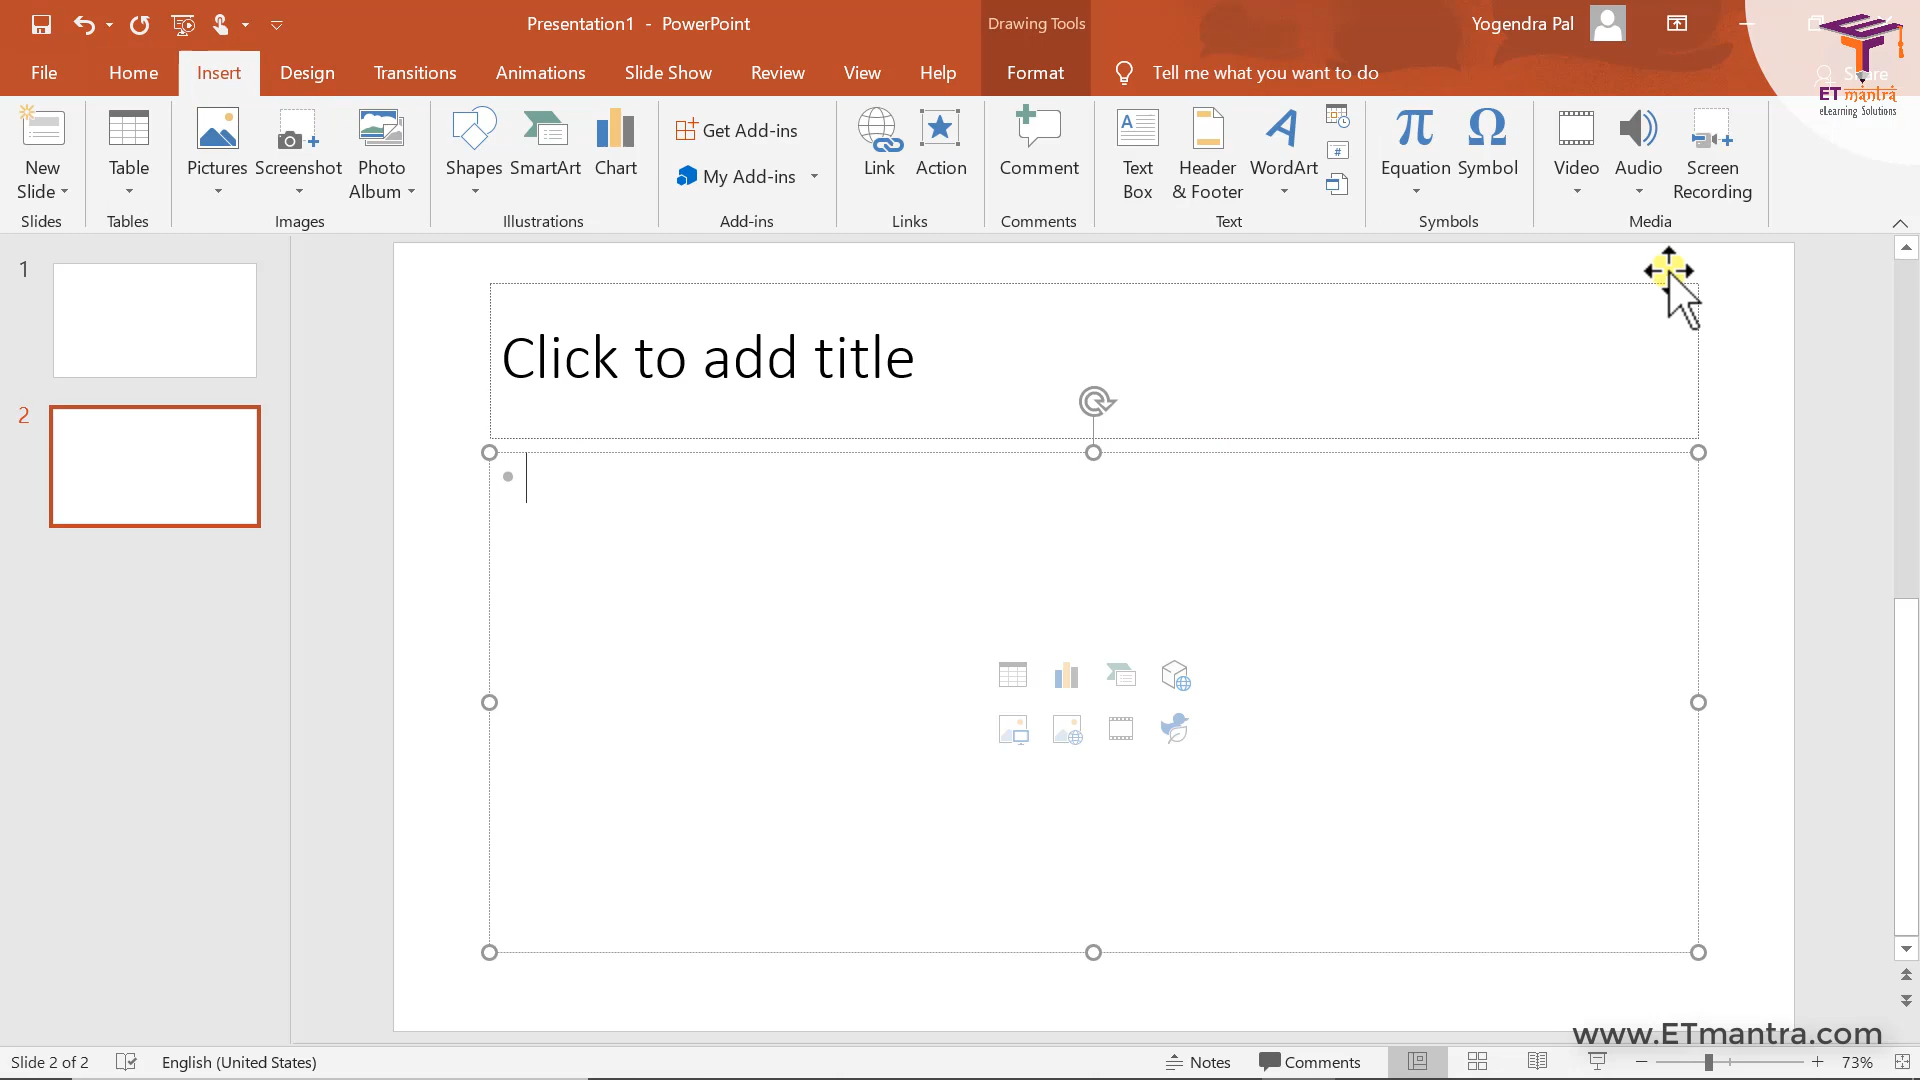 Presentation1 - PowerPoint
Drawing Tools
Yogendra Pal
File
Home
Insert
Design
Transitions
Animations
Slide Show
Review
View
Help
Format
Tell me what you want to do
Share
ETmantra
eLearning Solutions
New
Slide
Table
Pictures
Screenshot
Photo
Album
Shapes
SmartArt
Chart
Get Add-ins
My Add-ins
Link
Action
Comment
Text
Box
Header
& Footer
WordArt
Equation
Symbol
Video
Audio
Screen
Recording
Slides
Tables
Images
Illustrations
Add-ins
Links
Comments
Text
Symbols
Media
1
2
Click to add title
www.ETmantra.com
Slide 2 of 2
English (United States)
Notes
Comments
73%